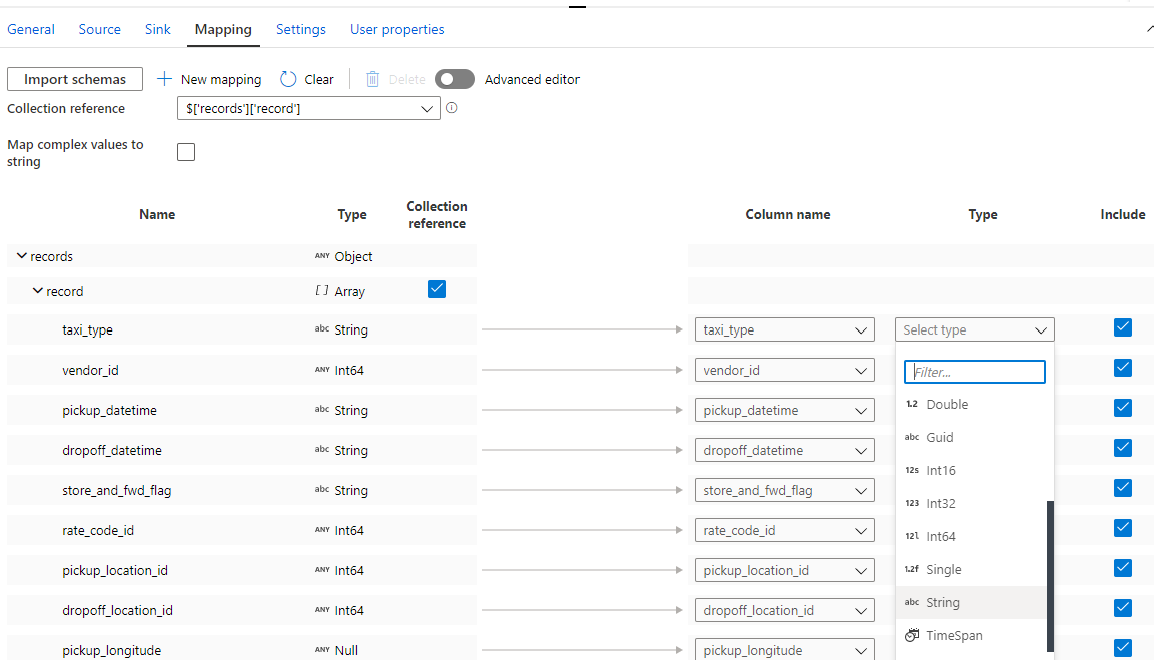 General Source Sink Mapping Settings User properties
Import schemas New mapping Clear Delete Advanced editor
Collection reference $['records']['record']
Map complex values to
string
Name Type Collection reference Column name Type Include
records ANY Object
record [ ] Array
taxi_type abc String taxi_type Select type
Filter...
vendor_id ANY Int64 vendor_id
1.2 Double
pickup_datetime abc String pickup_datetime
abc Guid
dropoff_datetime abc String dropoff_datetime
12s Int16
store_and_fwd_flag abc String store_and_fwd_flag
123 Int32
rate_code_id ANY Int64 rate_code_id
12l Int64
pickup_location_id ANY Int64 pickup_location_id
1.2f Single
dropoff_location_id ANY Int64 dropoff_location_id
abc String
TimeSpan
pickup_longitude ANY Null pickup_longitude